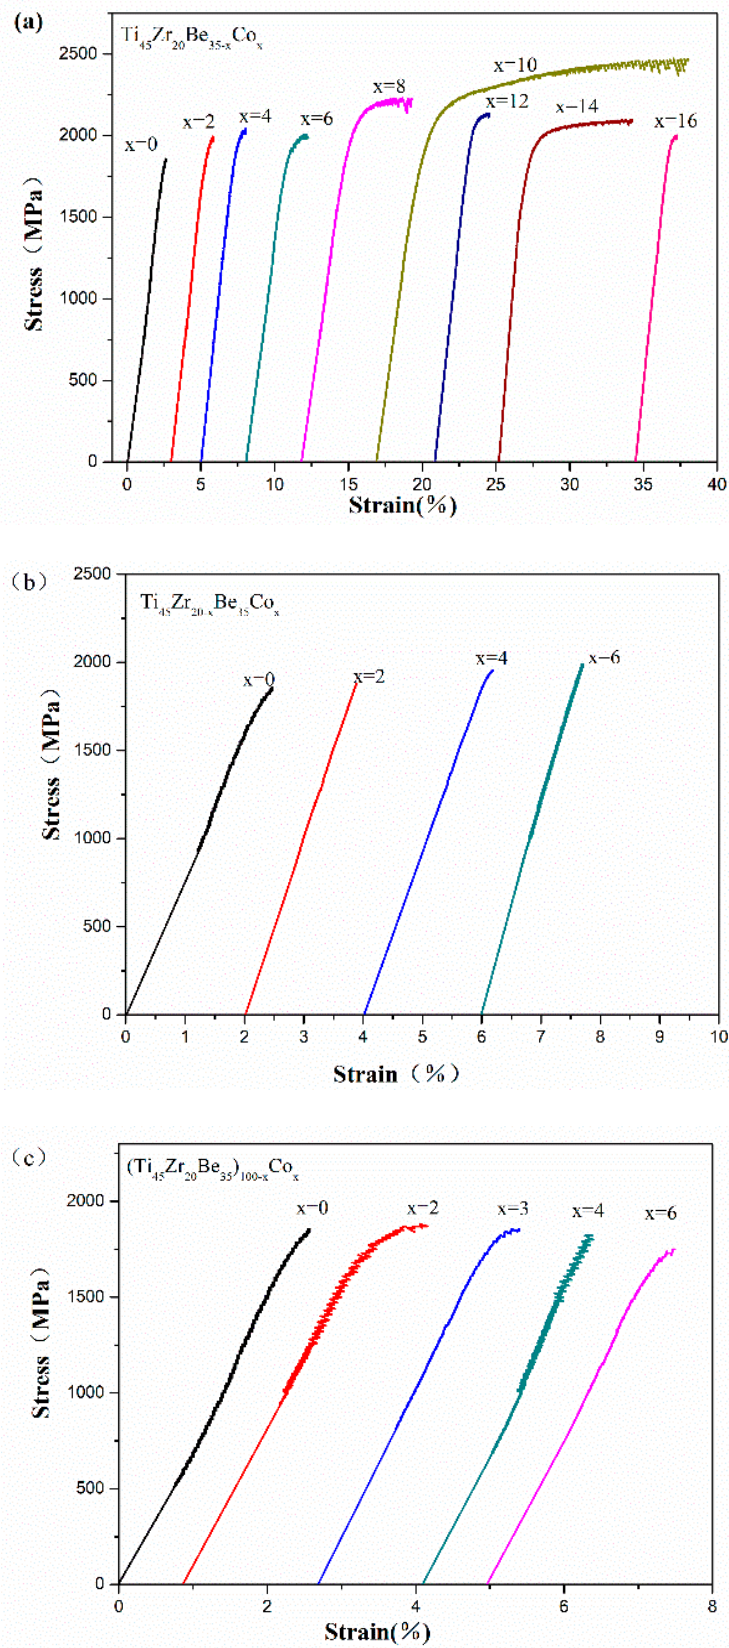 (a)
Ti₄₅Zr₂₀Be₃₅₋ₓCoₓ
x=0
x=2
x=4
x=6
x=8
x=10
x=12
x=14
x=16
2500
2000
1500
1000
500
0
Stress（MPa）
0 5 10 15 20 25 30 35 40
Strain(%)
（b）
Ti₄₅Zr₂₀₋ₓBe₃₅Coₓ
x=0
x=2
x=4
x=6
2500
2000
1500
1000
500
0
Stress（MPa）
0 1 2 3 4 5 6 7 8 9 10
Strain（%）
（c）
(Ti₄₅Zr₂₀Be₃₅)₁₀₀₋ₓCoₓ
x=0
x=2
x=3
x=4
x=6
2000
1500
1000
500
0
Stress（MPa）
0 2 4 6 8
Strain(%)